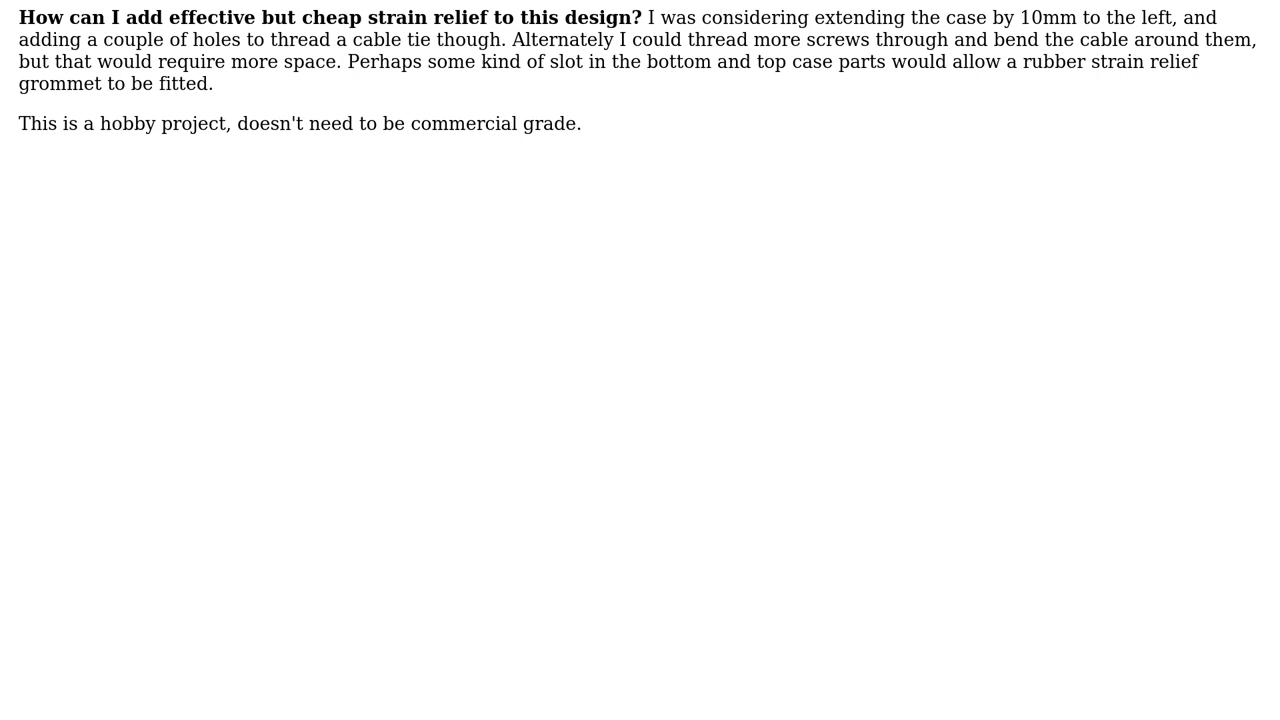 How can I add effective but cheap strain relief to this design? I was considering extending the case by 10mm to the left, and
adding a couple of holes to thread a cable tie though. Alternately I could thread more screws through and bend the cable around them,
but that would require more space. Perhaps some kind of slot in the bottom and top case parts would allow a rubber strain relief
grommet to be fitted.
This is a hobby project, doesn't need to be commercial grade.